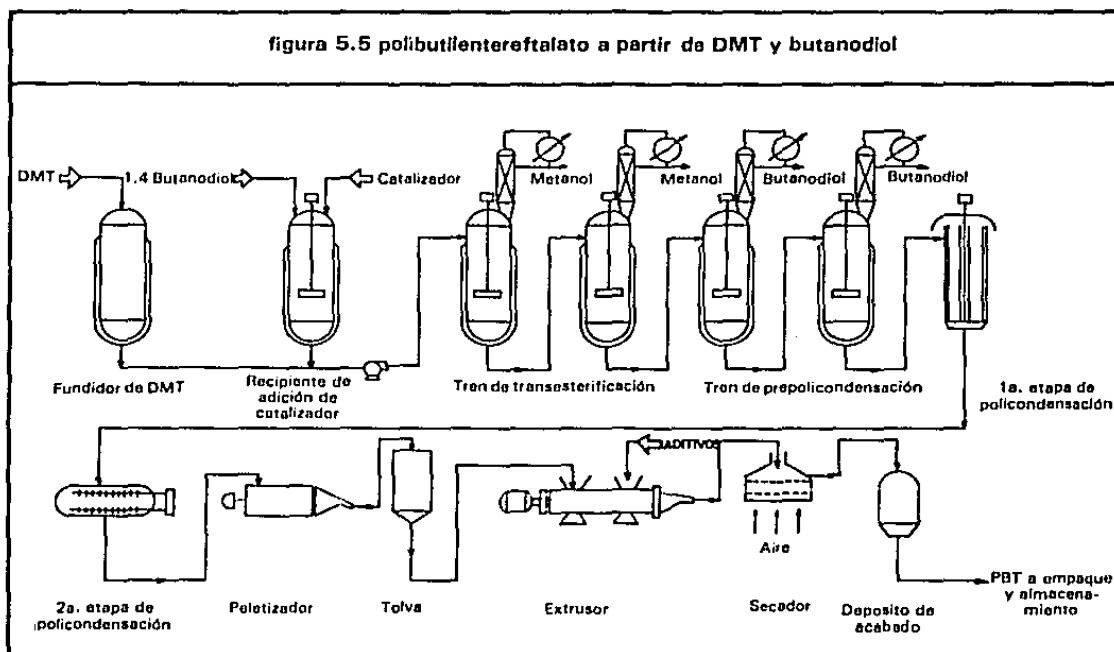 figura 5.5 polibutilentereftalato a partir de DMT y butanodiol
DMT
1.4 Butanodiol
Catalizador
Metanol
Metanol
Butanodiol
Butanodiol
Fundidor de DMT
Recipiente de
adición de
catalizador
Tren de transesterificación
Tren de prepolicondensación
1a. etapa de
policondensación
ADITIVOS
Aire
2a. etapa de
policondensación
Peletizador
Tolva
Extrusor
Secador
Deposito de
acabado
PBT a empaque
y almacena-
miento